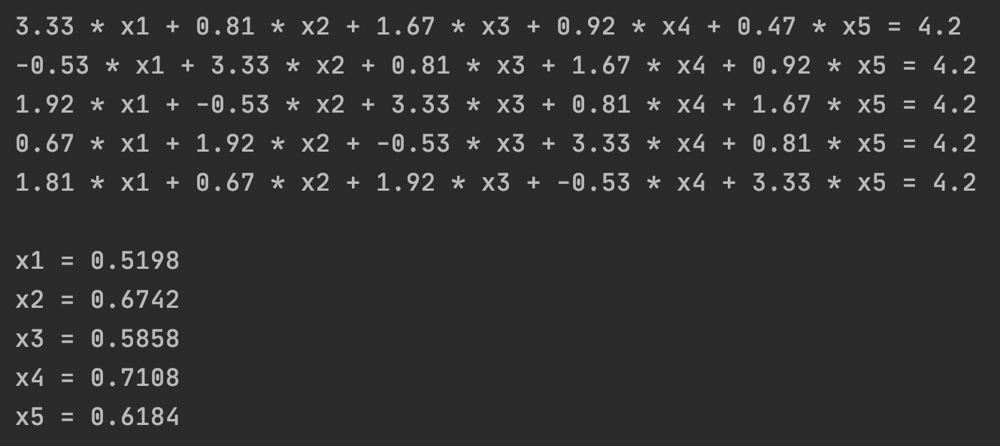 3.33 * x1 + 0.81 * x2 + 1.67 * x3 + 0.92 * x4 + 0.47 * x5 = 4.2
-0.53 * x1 + 3.33 * x2 + 0.81 * x3 + 1.67 * x4 + 0.92 * x5 = 4.2
1.92 * x1 + -0.53 * x2 + 3.33 * x3 + 0.81 * x4 + 1.67 * x5 = 4.2
0.67 * x1 + 1.92 * x2 + -0.53 * x3 + 3.33 * x4 + 0.81 * x5 = 4.2
1.81 * x1 + 0.67 * x2 + 1.92 * x3 + -0.53 * x4 + 3.33 * x5 = 4.2
x1 = 0.5198
x2 = 0.6742
x3 = 0.5858
x4 = 0.7108
x5 = 0.6184